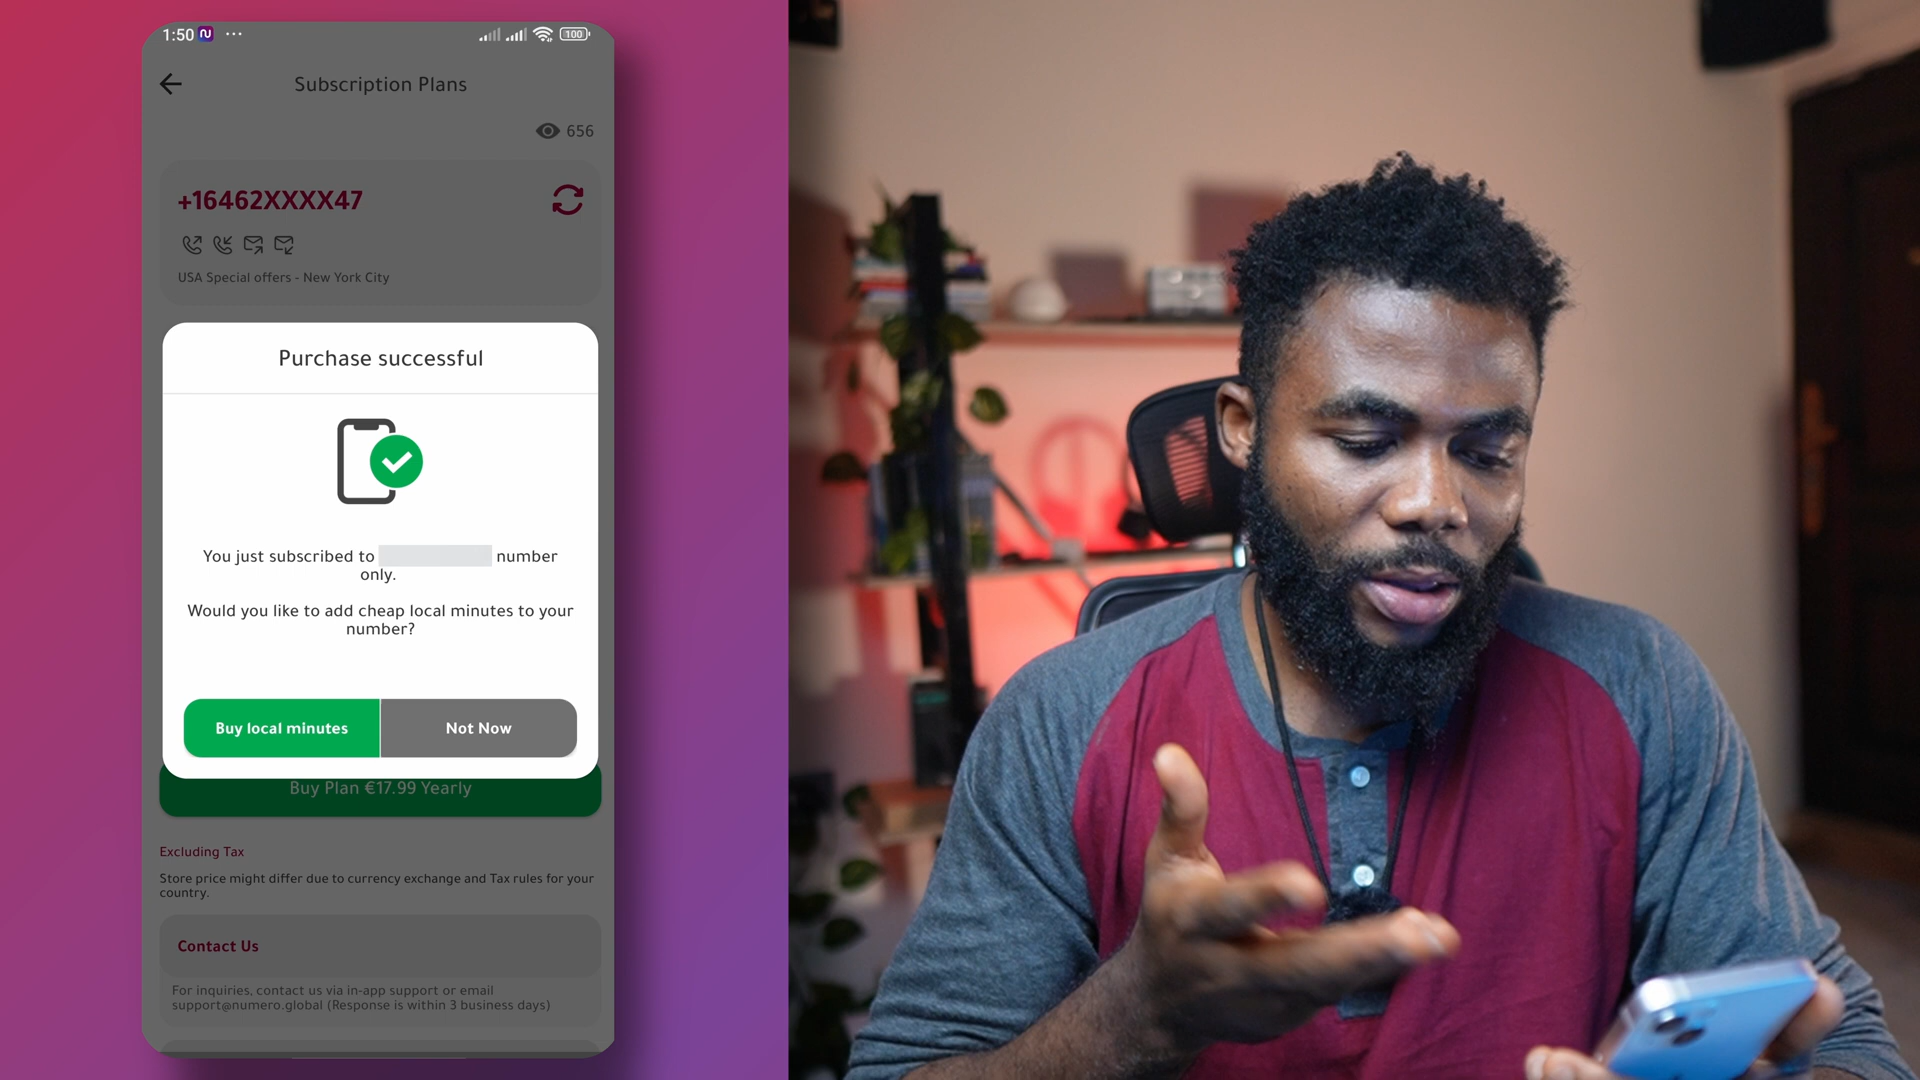 1:50
100
Subscription Plans
656
+16462XXXX47
USA Special offers - New York City
Purchase successful
You just subscribed to number
only.
Would you like to add cheap local minutes to your
number?
Buy local minutes
Not Now
Buy Plan €17.99 Yearly
Excluding Tax
Store price might differ due to currency exchange and Tax rules for your
country.
Contact Us
For inquiries, contact us via in-app support or email
support@numero.global (Response is within 3 business days)